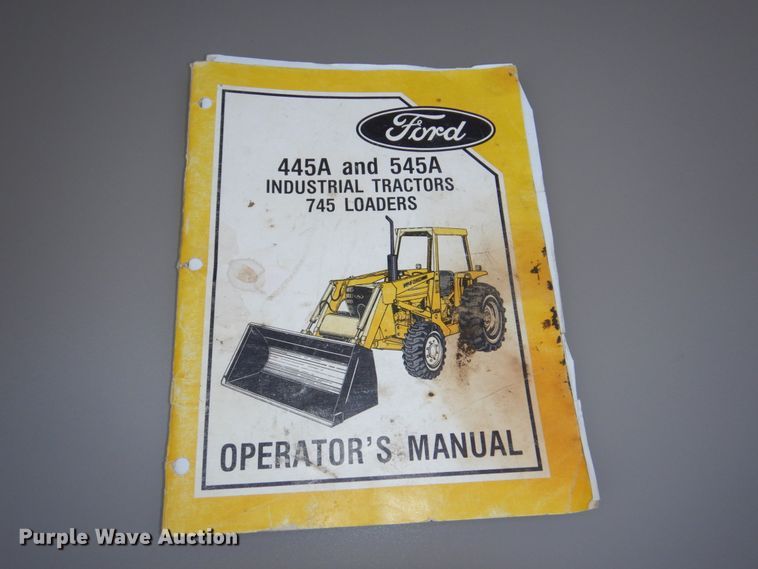 Ford
445A and 545A
INDUSTRIAL TRACTORS
745 LOADERS
OPERATOR'S MANUAL
Purple Wave Auction